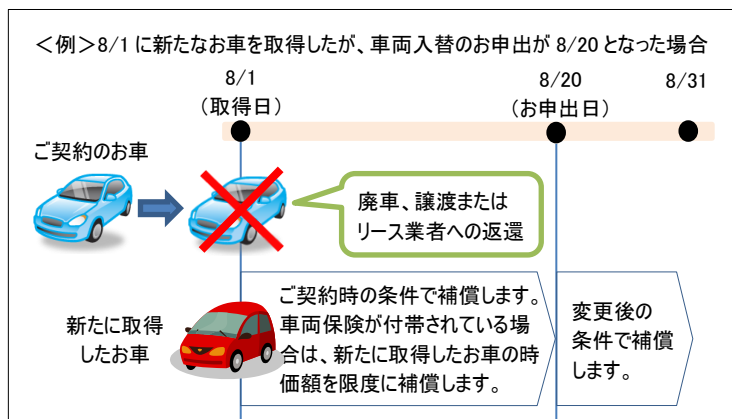 ＜例＞8/1 に新たなお車を取得したが、車両入替のお申出が 8/20 となった場合
8/1
（取得日）
8/20
（お申出日）
8/31
ご契約のお車
廃車、譲渡または
リース業者への返還
新たに取得
したお車
ご契約時の条件で補償します。
車両保険が付帯されている場
合は、新たに取得したお車の時
価額を限度に補償します。
変更後の
条件で補償
します。